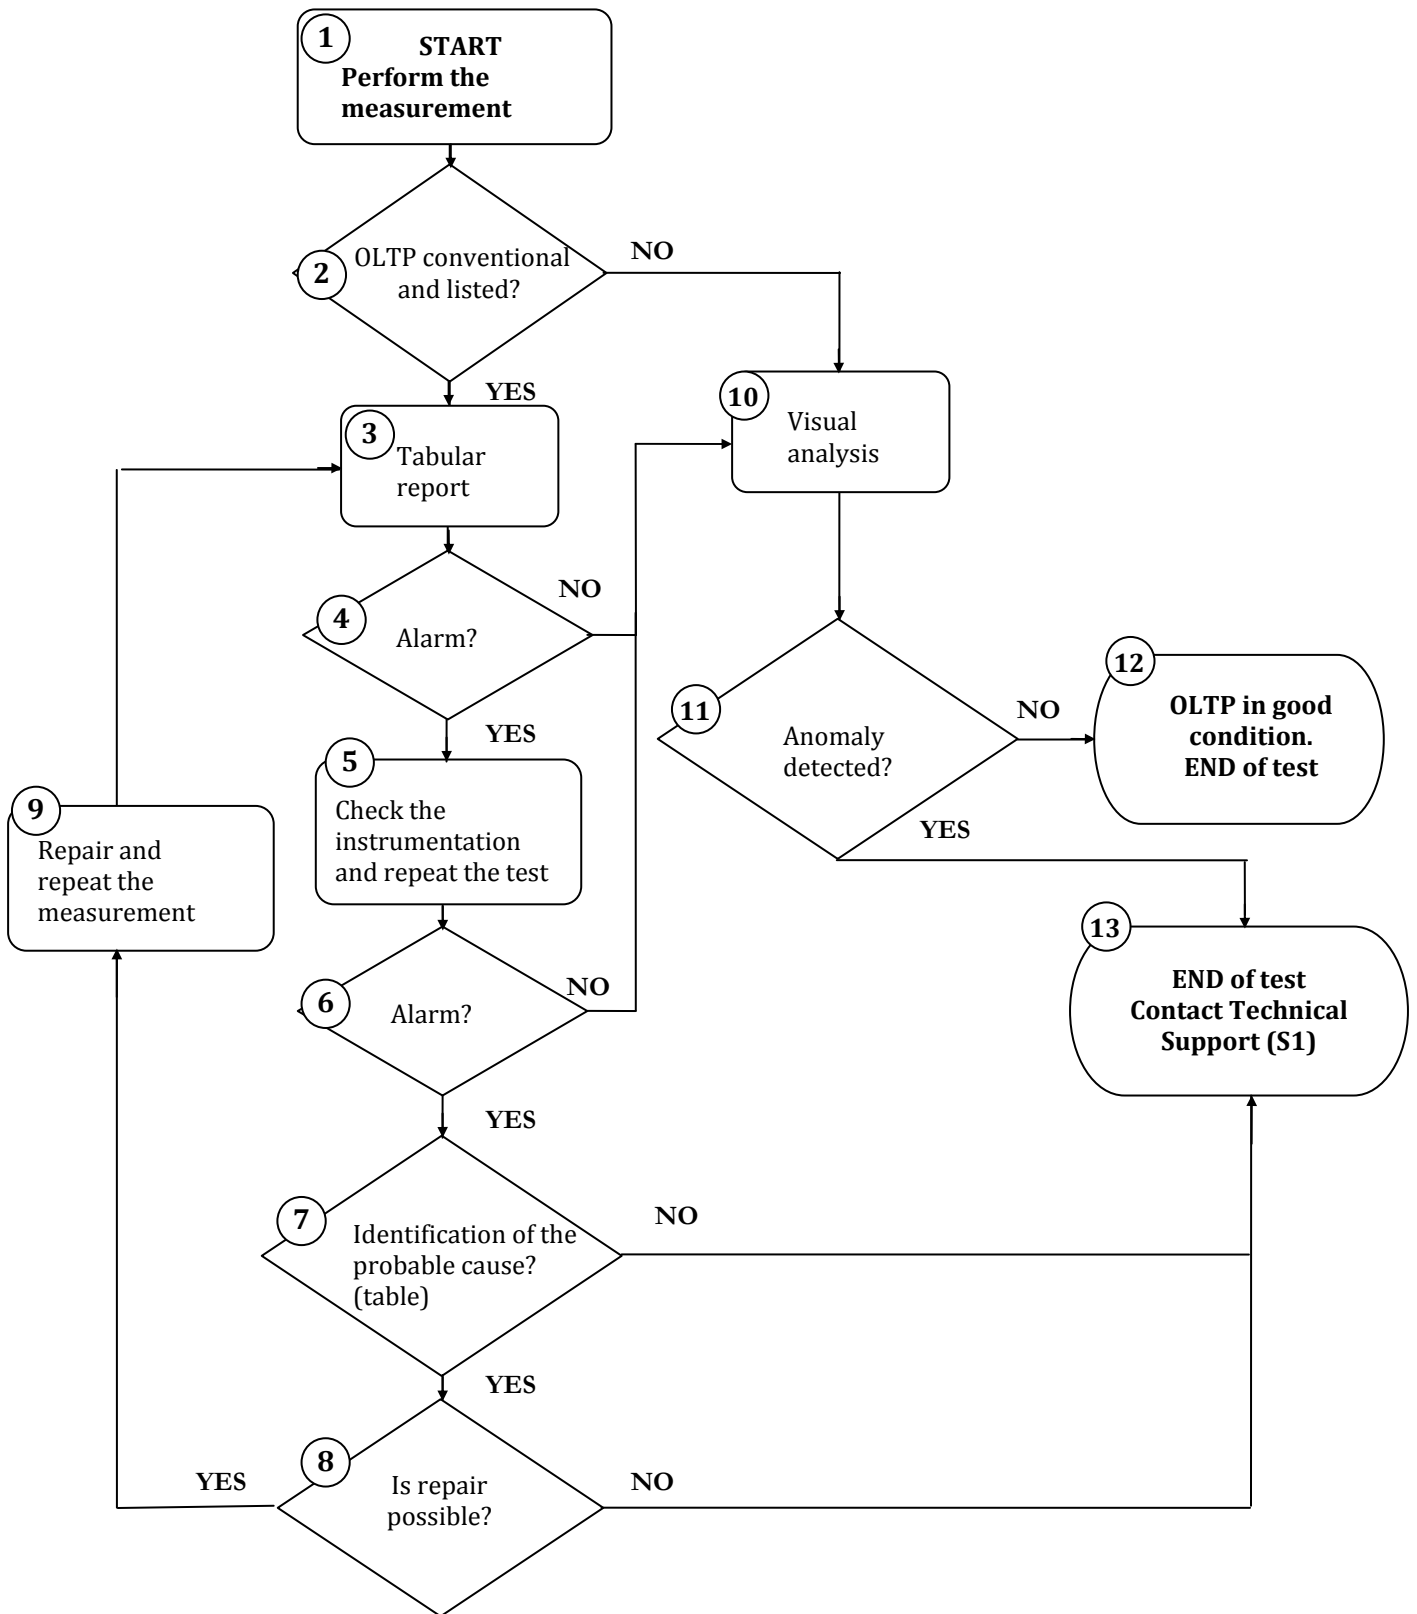 1
START
Perform the
measurement
2
OLTP conventional
and listed?
NO
YES
3
Tabular
report
10
Visual
analysis
4
Alarm?
NO
YES
5
Check the
instrumentation
and repeat the test
11
Anomaly
detected?
NO
YES
12
OLTP in good
condition.
END of test
9
Repair and
repeat the
measurement
6
Alarm?
NO
YES
13
END of test
Contact Technical
Support (S1)
7
Identification of the
probable cause?
(table)
NO
YES
8
Is repair
possible?
YES
NO